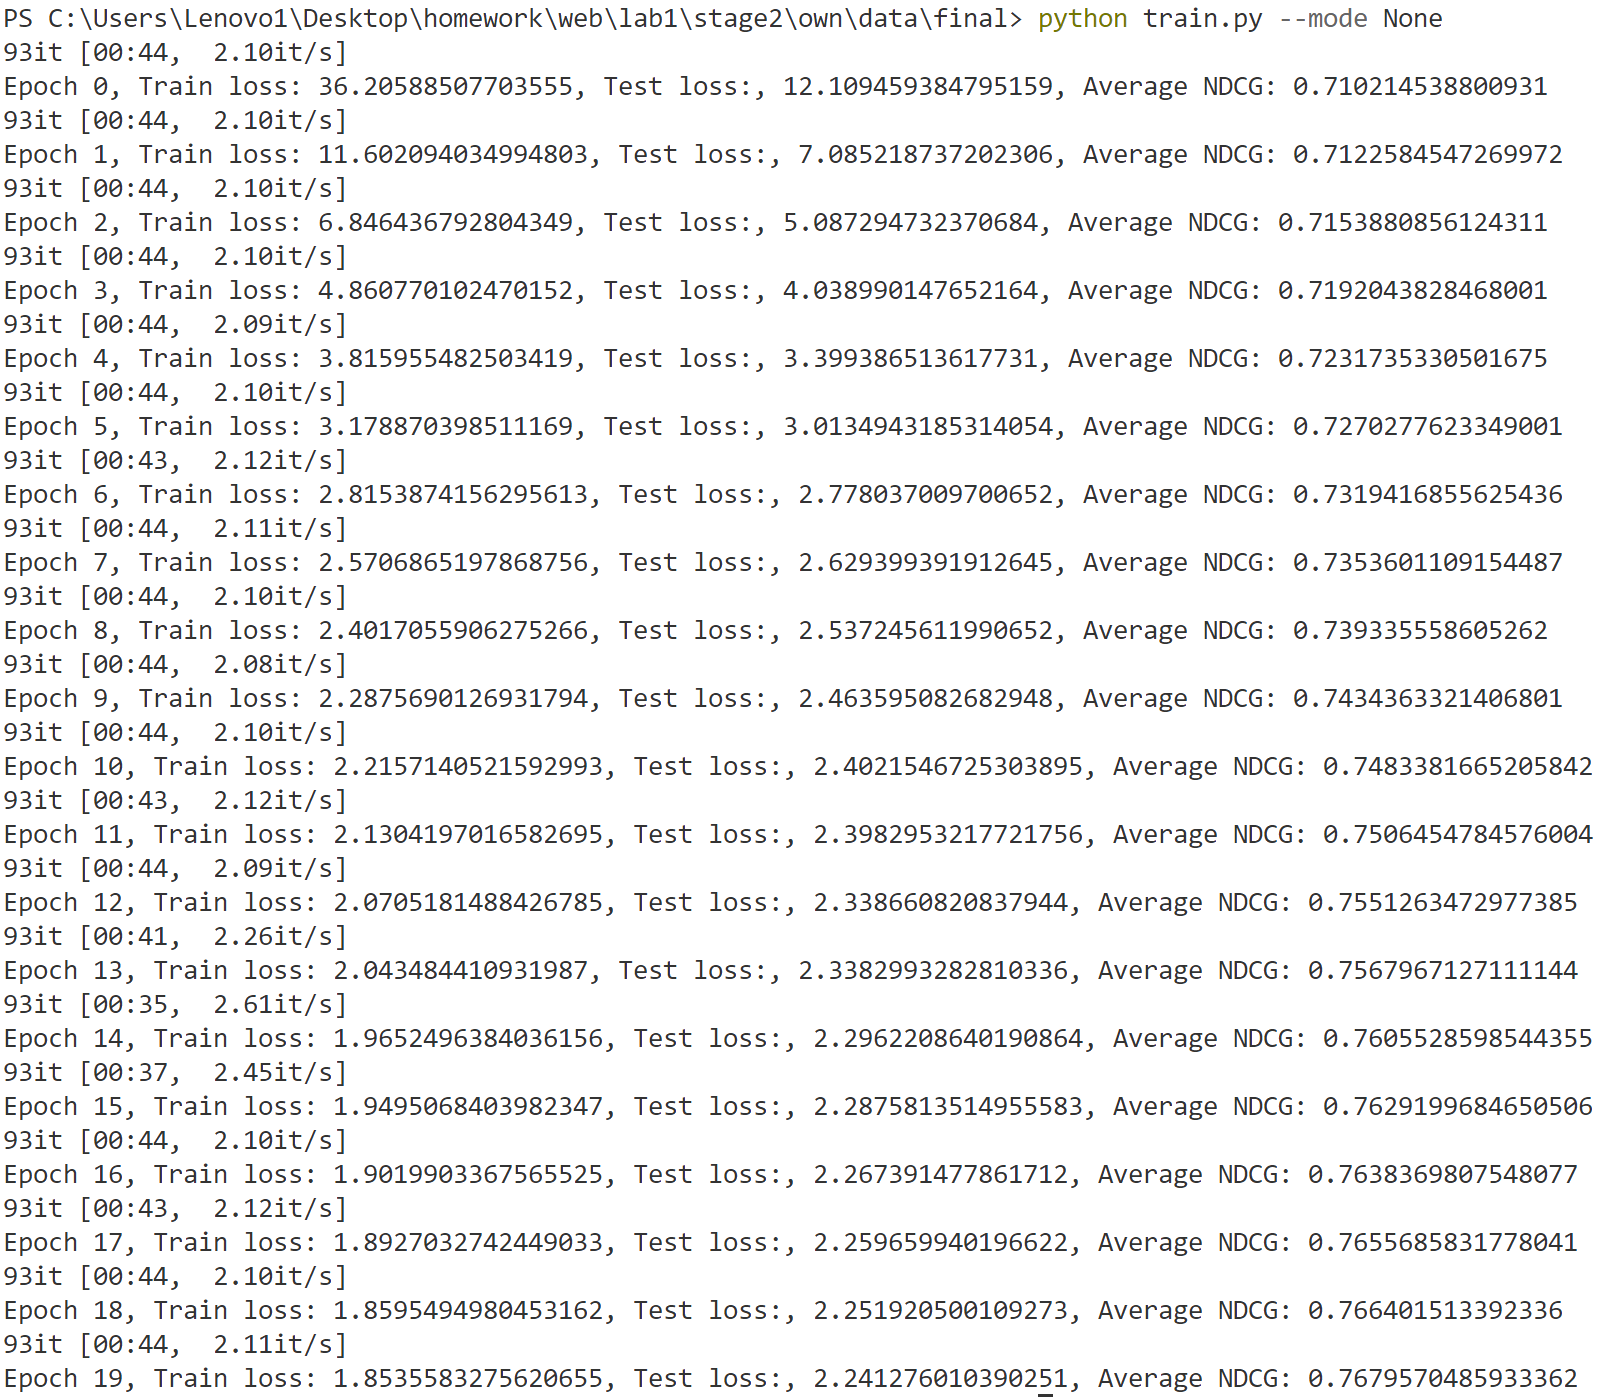 PS C:\Users\Lenovo1\Desktop\homework\web\lab1\stage2\own\data\final> python train.py --mode None
93it [00:44,  2.10it/s]
Epoch 0, Train loss: 36.20588507703555, Test loss:, 12.109459384795159, Average NDCG: 0.710214538800931
93it [00:44,  2.10it/s]
Epoch 1, Train loss: 11.602094034994803, Test loss:, 7.085218737202306, Average NDCG: 0.7122584547269972
93it [00:44,  2.10it/s]
Epoch 2, Train loss: 6.846436792804349, Test loss:, 5.087294732370684, Average NDCG: 0.7153880856124311
93it [00:44,  2.10it/s]
Epoch 3, Train loss: 4.860770102470152, Test loss:, 4.038990147652164, Average NDCG: 0.7192043828468001
93it [00:44,  2.09it/s]
Epoch 4, Train loss: 3.815955482503419, Test loss:, 3.399386513617731, Average NDCG: 0.7231735330501675
93it [00:44,  2.10it/s]
Epoch 5, Train loss: 3.178870398511169, Test loss:, 3.0134943185314054, Average NDCG: 0.7270277623349001
93it [00:43,  2.12it/s]
Epoch 6, Train loss: 2.8153874156295613, Test loss:, 2.778037009700652, Average NDCG: 0.7319416855625436
93it [00:44,  2.11it/s]
Epoch 7, Train loss: 2.5706865197868756, Test loss:, 2.629399391912645, Average NDCG: 0.7353601109154487
93it [00:44,  2.10it/s]
Epoch 8, Train loss: 2.4017055906275266, Test loss:, 2.537245611990652, Average NDCG: 0.739335558605262
93it [00:44,  2.08it/s]
Epoch 9, Train loss: 2.2875690126931794, Test loss:, 2.463595082682948, Average NDCG: 0.7434363321406801
93it [00:44,  2.10it/s]
Epoch 10, Train loss: 2.2157140521592993, Test loss:, 2.4021546725303895, Average NDCG: 0.7483381665205842
93it [00:43,  2.12it/s]
Epoch 11, Train loss: 2.1304197016582695, Test loss:, 2.3982953217721756, Average NDCG: 0.7506454784576004
93it [00:44,  2.09it/s]
Epoch 12, Train loss: 2.0705181488426785, Test loss:, 2.338660820837944, Average NDCG: 0.7551263472977385
93it [00:41,  2.26it/s]
Epoch 13, Train loss: 2.043484410931987, Test loss:, 2.3382993282810336, Average NDCG: 0.7567967127111144
93it [00:35,  2.61it/s]
Epoch 14, Train loss: 1.9652496384036156, Test loss:, 2.2962208640190864, Average NDCG: 0.7605528598544355
93it [00:37,  2.45it/s]
Epoch 15, Train loss: 1.9495068403982347, Test loss:, 2.2875813514955583, Average NDCG: 0.7629199684650506
93it [00:44,  2.10it/s]
Epoch 16, Train loss: 1.9019903367565525, Test loss:, 2.267391477861712, Average NDCG: 0.7638369807548077
93it [00:43,  2.12it/s]
Epoch 17, Train loss: 1.8927032742449033, Test loss:, 2.259659940196622, Average NDCG: 0.7655685831778041
93it [00:44,  2.10it/s]
Epoch 18, Train loss: 1.8595494980453162, Test loss:, 2.251920500109273, Average NDCG: 0.766401513392336
93it [00:44,  2.11it/s]
Epoch 19, Train loss: 1.8535583275620655, Test loss:, 2.241276010390251, Average NDCG: 0.7679570485933362